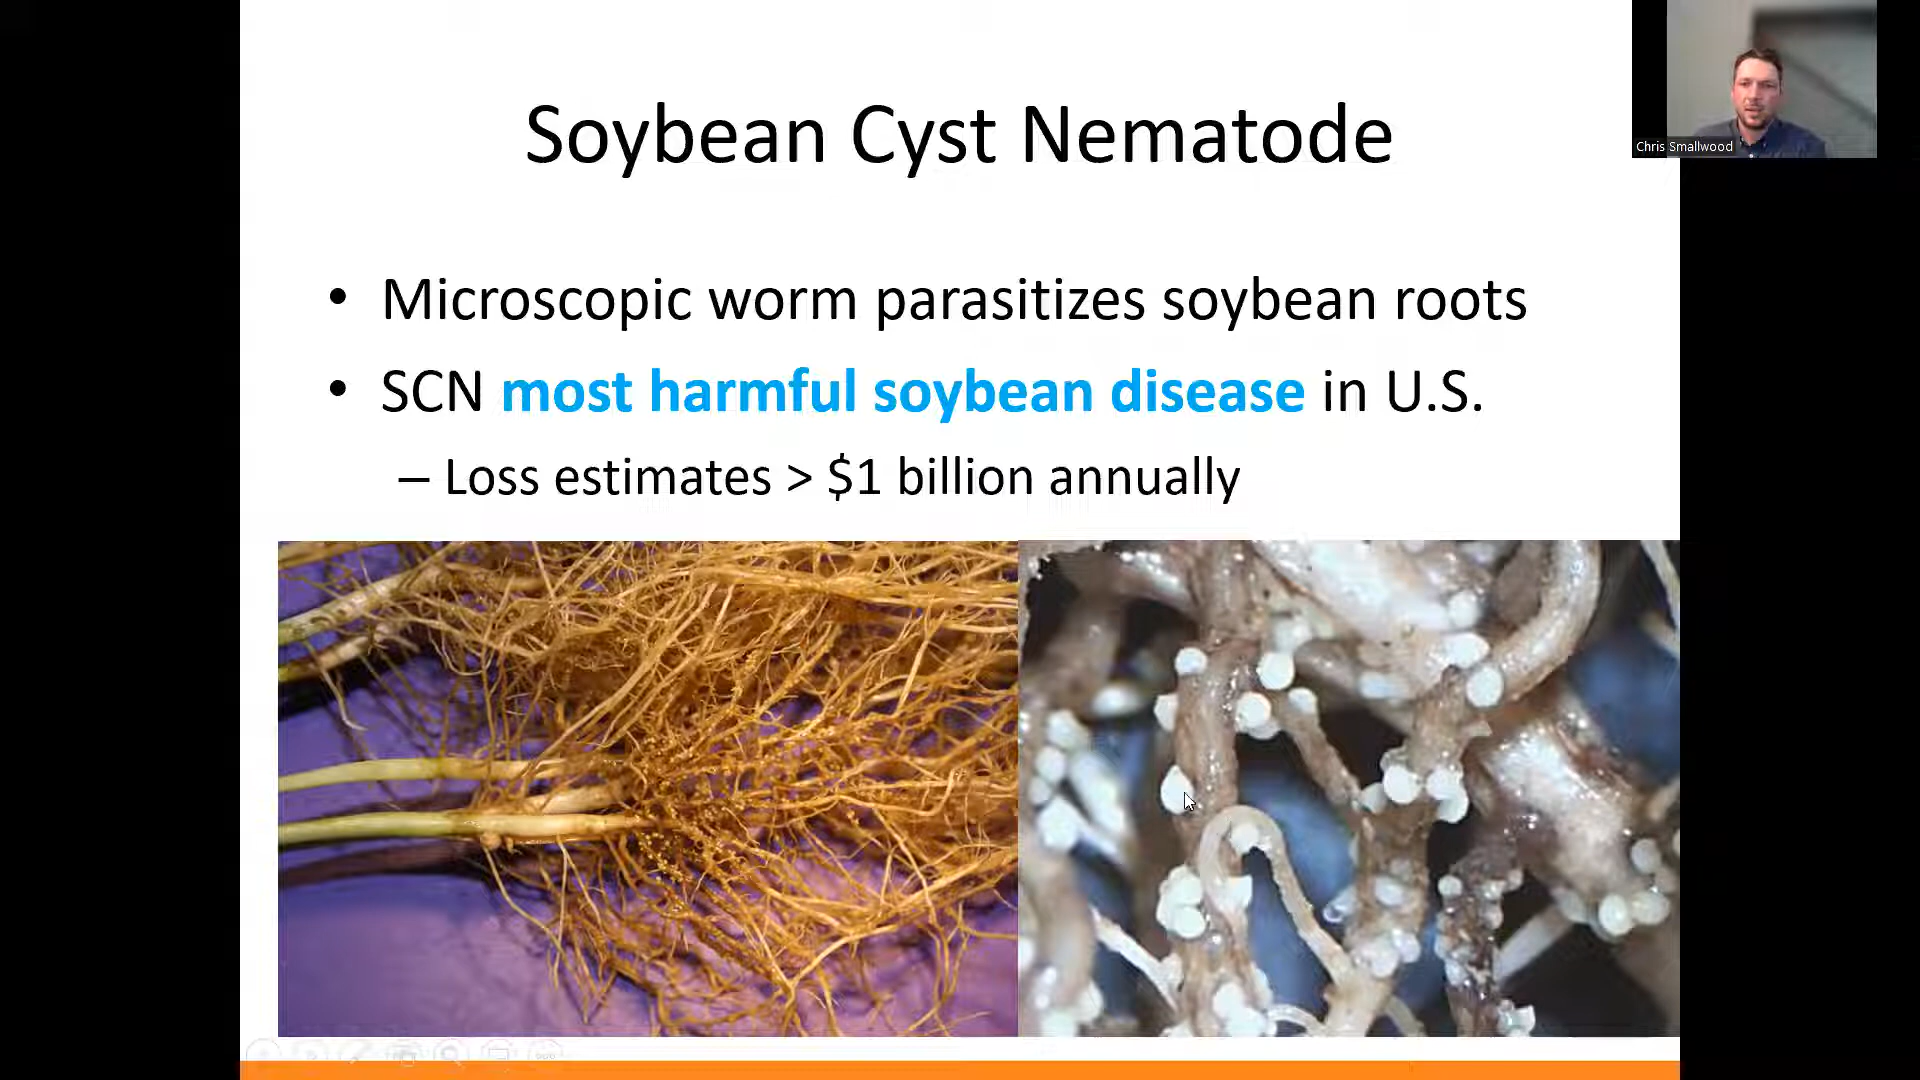 Soybean Cyst Nematode
• Microscopic worm parasitizes soybean roots
• SCN most harmful soybean disease in U.S.
– Loss estimates > $1 billion annually
Chris Smallwood